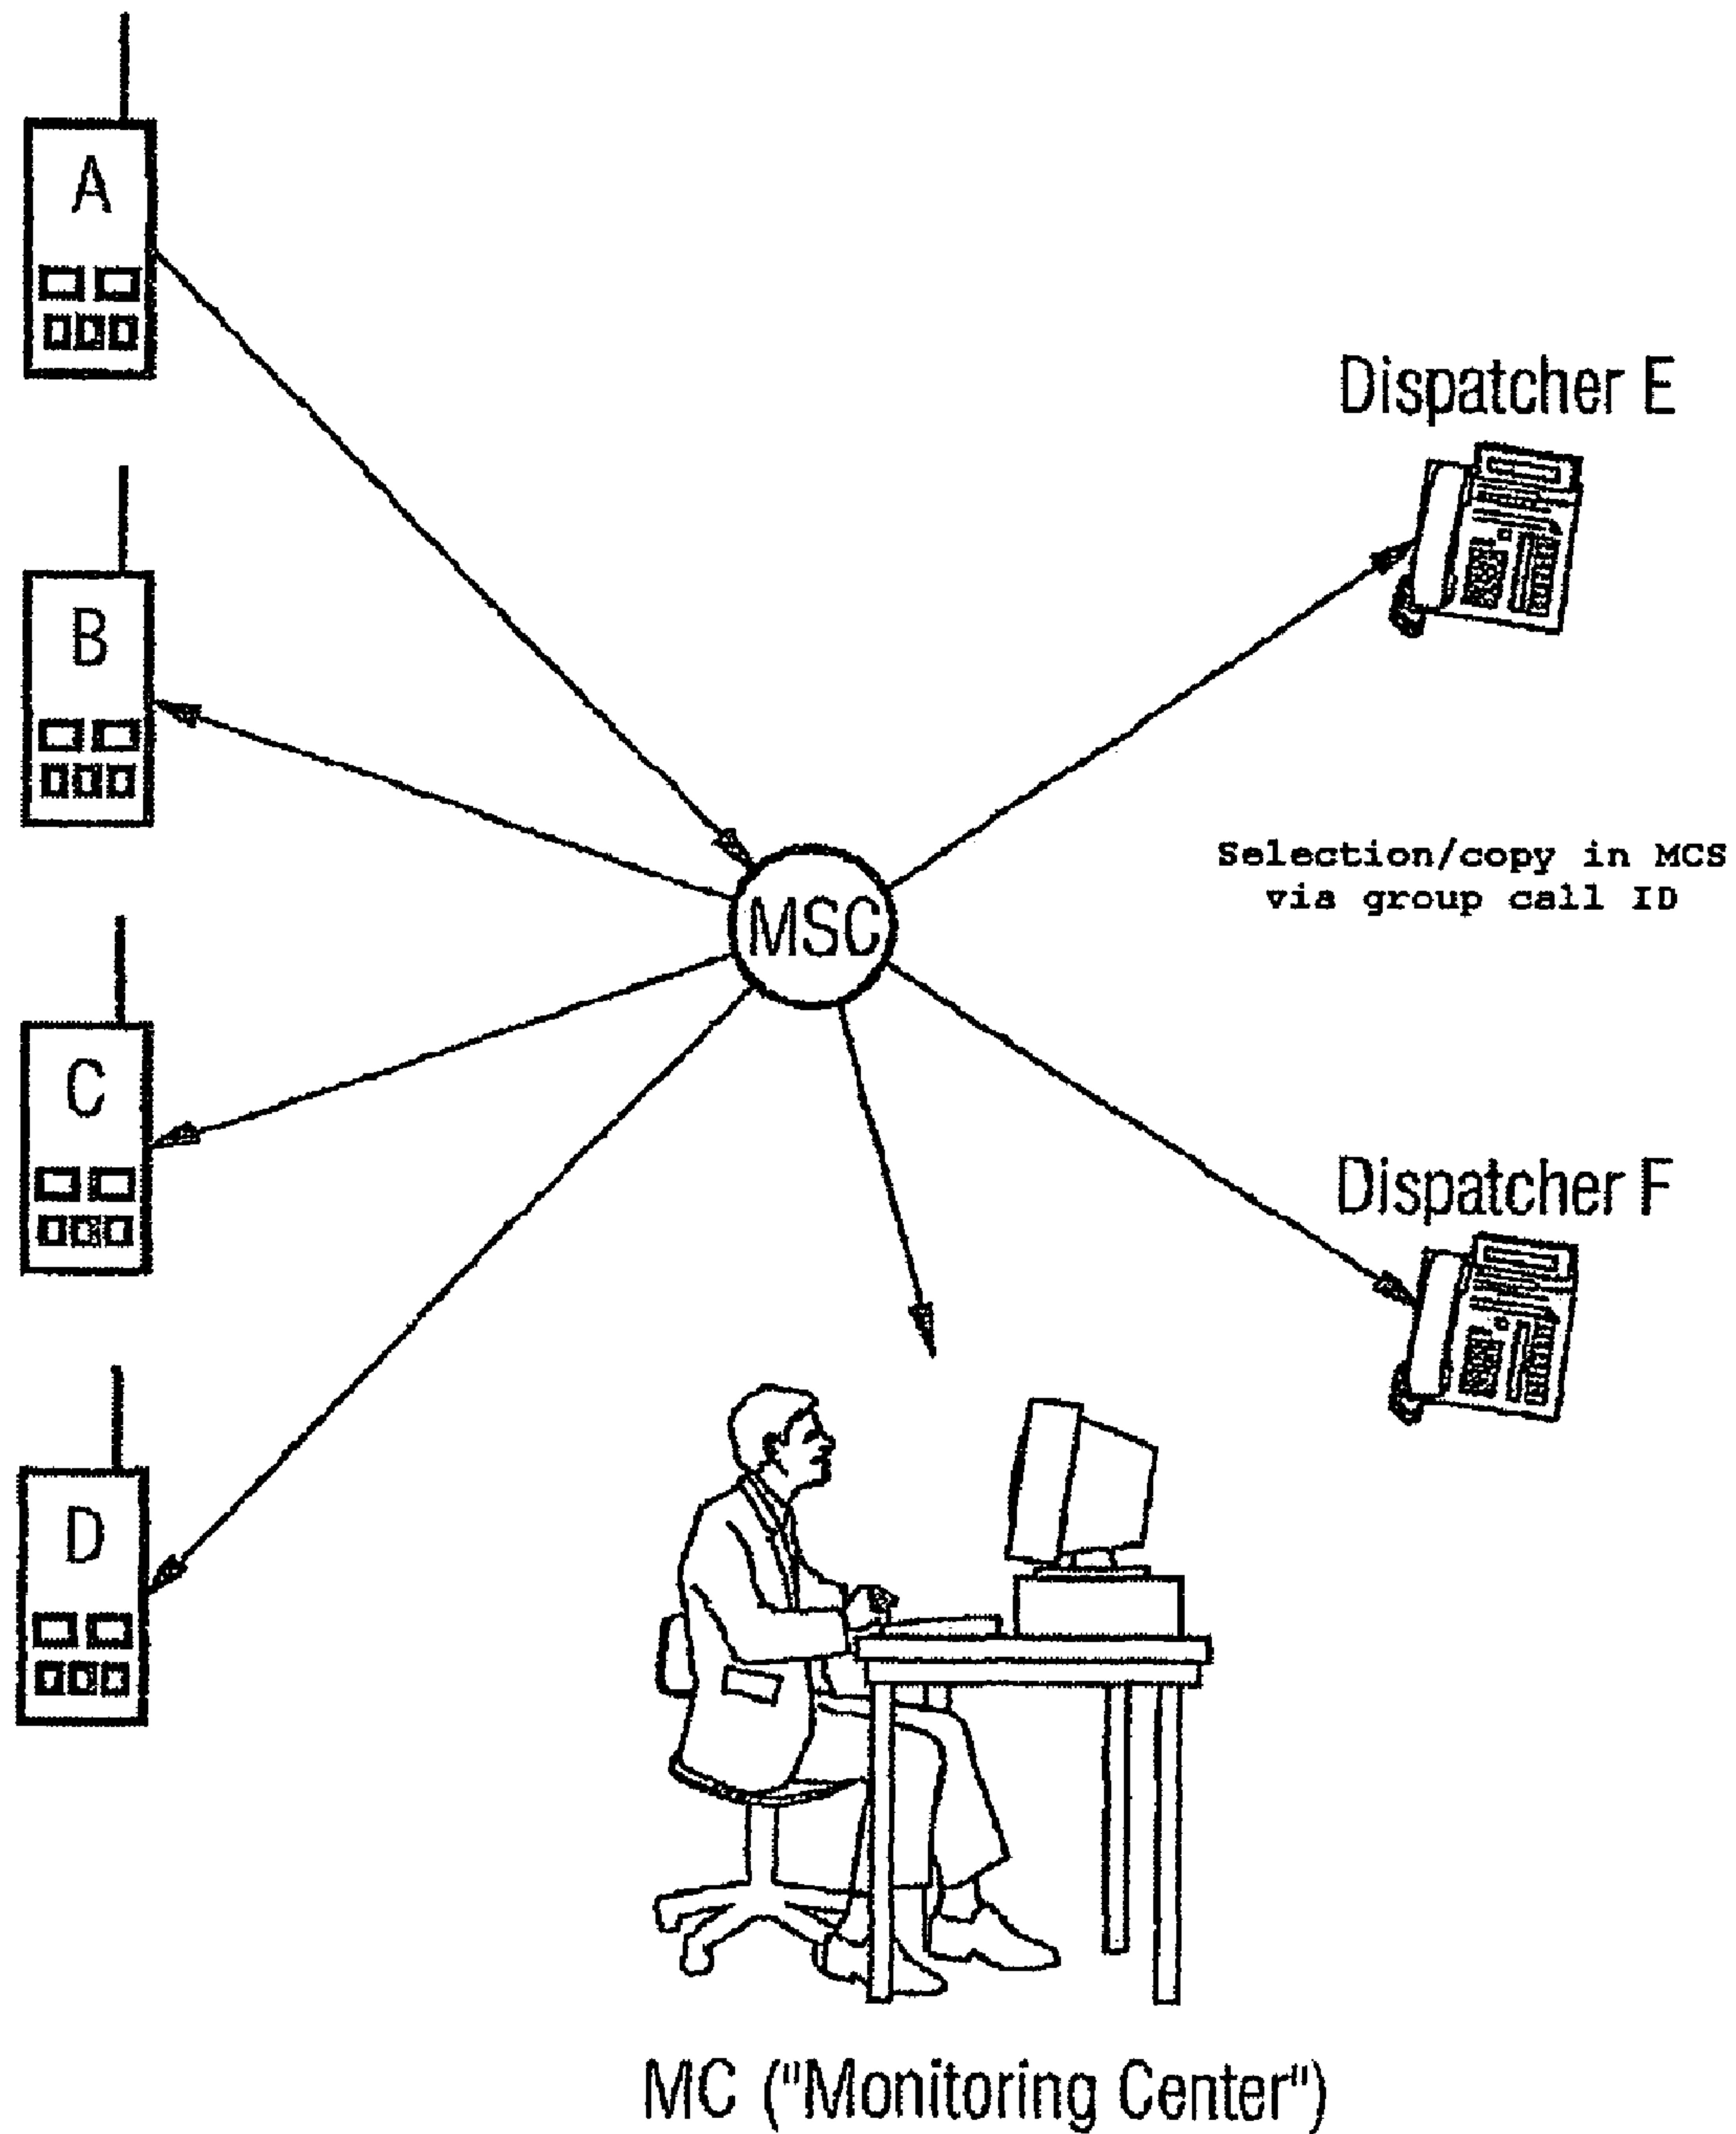 A
Dispatcher E
B
Selection/copy in MCS
via group call ID
MSC
C
Dispatcher F
D
MC ("Monitoring Center")